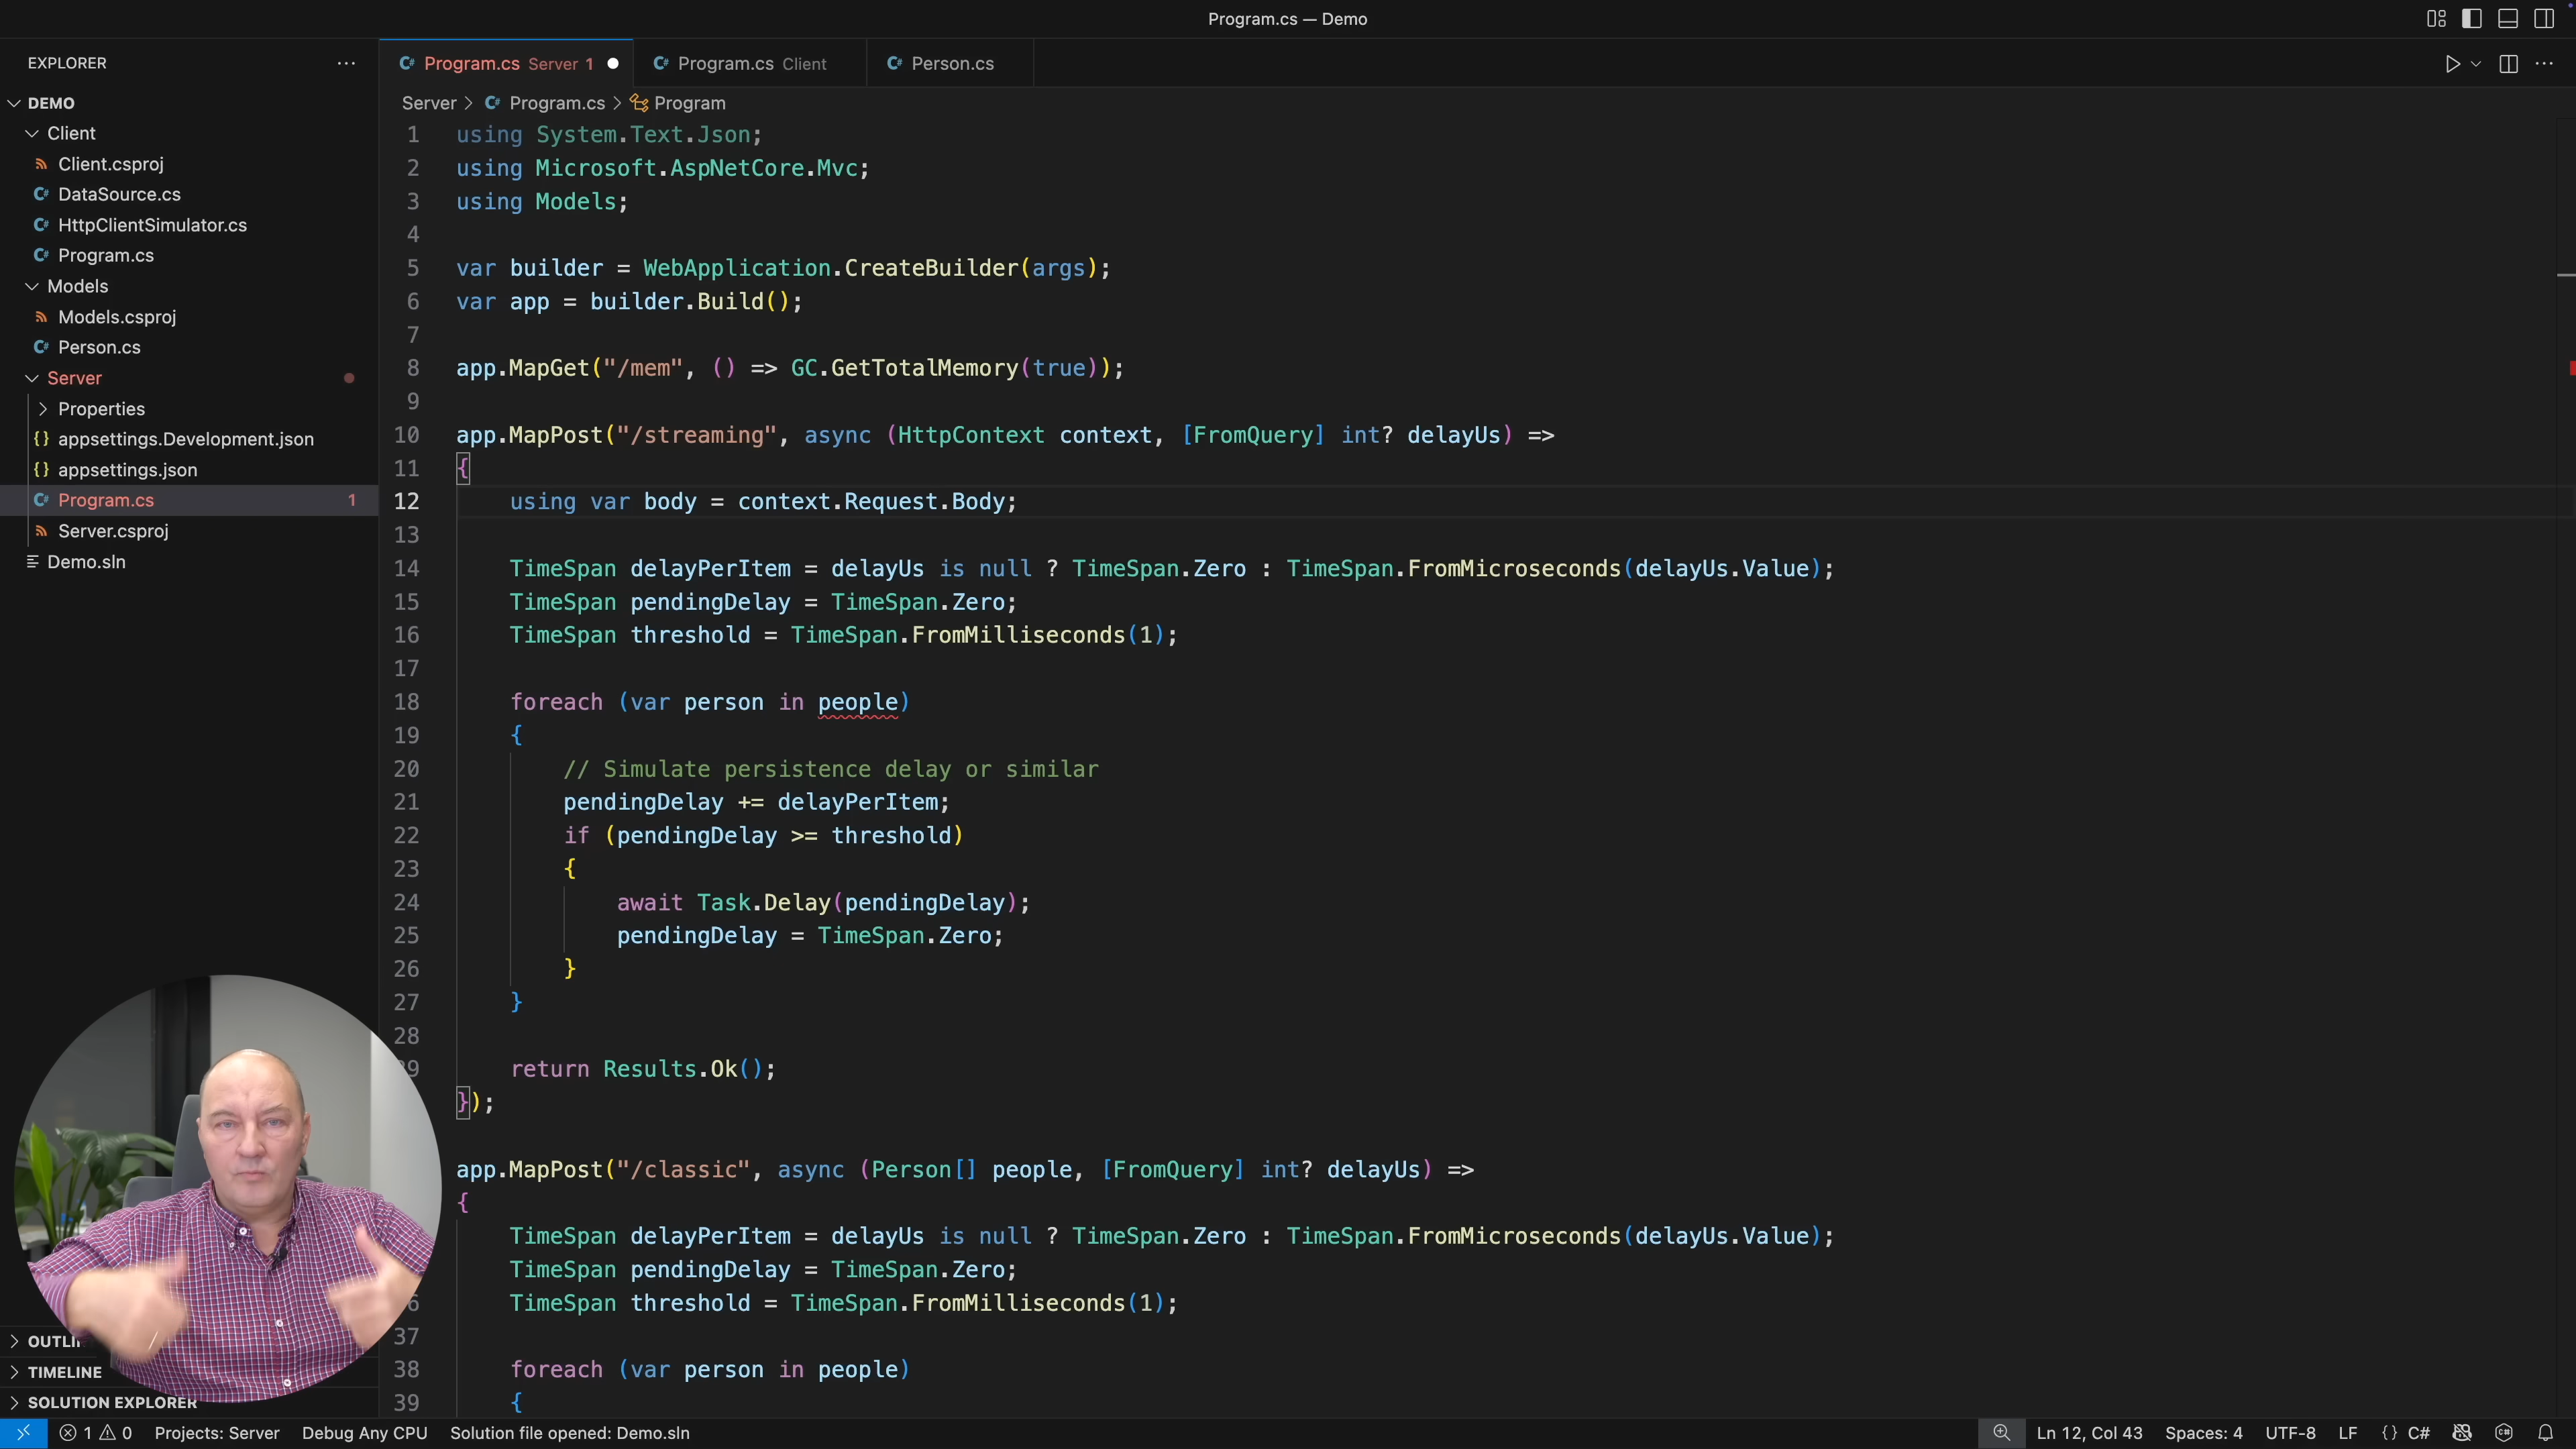 Program.cs — Demo
EXPLORER
DEMO
Client
Client.csproj
DataSource.cs
HttpClientSimulator.cs
Program.cs
Models
Models.csproj
Person.cs
Server
Properties
appsettings.Development.json
appsettings.json
Program.cs 1
Server.csproj
Demo.sln
OUTLI
TIMELINE
SOLUTION EXPLORER
Program.cs Server 1
Program.cs Client
Person.cs
Server > Program.cs > Program
1 using System.Text.Json;
2 using Microsoft.AspNetCore.Mvc;
3 using Models;
4
5 var builder = WebApplication.CreateBuilder(args);
6 var app = builder.Build();
7
8 app.MapGet("/mem", () => GC.GetTotalMemory(true));
9
10 app.MapPost("/streaming", async (HttpContext context, [FromQuery] int? delayUs) =>
11 {
12 using var body = context.Request.Body;
13
14 TimeSpan delayPerItem = delayUs is null ? TimeSpan.Zero : TimeSpan.FromMicroseconds(delayUs.Value);
15 TimeSpan pendingDelay = TimeSpan.Zero;
16 TimeSpan threshold = TimeSpan.FromMilliseconds(1);
17
18 foreach (var person in people)
19 {
20 // Simulate persistence delay or similar
21 pendingDelay += delayPerItem;
22 if (pendingDelay >= threshold)
23 {
24 await Task.Delay(pendingDelay);
25 pendingDelay = TimeSpan.Zero;
26 }
27 }
28
9 return Results.Ok();
});
app.MapPost("/classic", async (Person[] people, [FromQuery] int? delayUs) =>
{
TimeSpan delayPerItem = delayUs is null ? TimeSpan.Zero : TimeSpan.FromMicroseconds(delayUs.Value);
TimeSpan pendingDelay = TimeSpan.Zero;
6 TimeSpan threshold = TimeSpan.FromMilliseconds(1);
37
38 foreach (var person in people)
39 {
1 0 Projects: Server Debug Any CPU Solution file opened: Demo.sln Ln 12, Col 43 Spaces: 4 UTF-8 LF {} C#